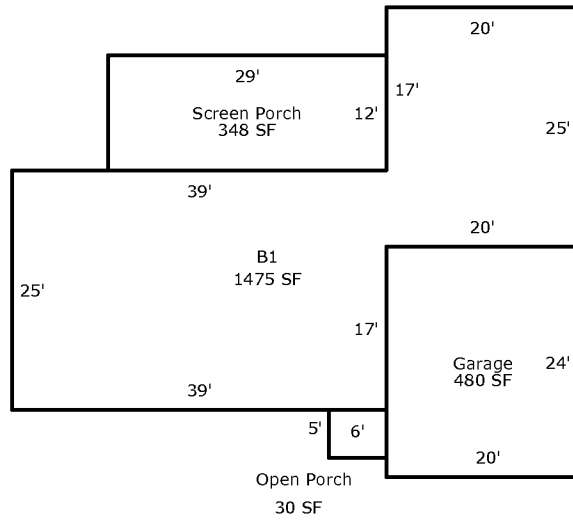 20'
29'
17'
Screen Porch
348 SF
12'
25'
39'
20'
B1
1475 SF
25'
17'
Garage
480 SF
24'
39'
5'
6'
20'
Open Porch
30 SF